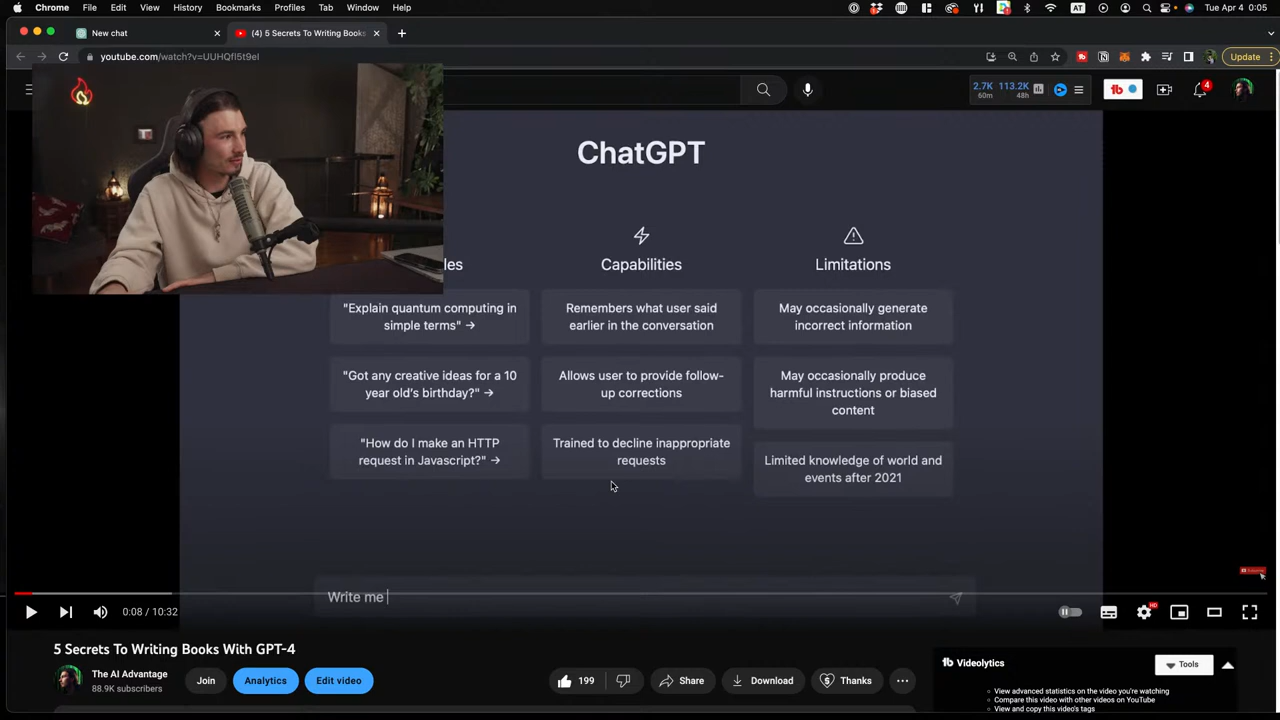 Chrome File Edit View History Bookmarks Profiles Tab Window Help
AT Tue Apr 4 0:05
New chat
(4) 5 Secrets To Writing Books
youtube.com/watch?v=UUHQfI5t9eI
Update
2.7K 113.2K
60m 48h
4
ChatGPT
les
Capabilities
Limitations
"Explain quantum computing in
simple terms" →
Remembers what user said
earlier in the conversation
May occasionally generate
incorrect information
"Got any creative ideas for a 10
year old's birthday?" →
Allows user to provide follow-
up corrections
May occasionally produce
harmful instructions or biased
content
"How do I make an HTTP
request in Javascript?" →
Trained to decline inappropriate
requests
Limited knowledge of world and
events after 2021
Write me
0:08 / 10:32
HD
5 Secrets To Writing Books With GPT-4
The AI Advantage
88.9K subscribers
Join
Analytics
Edit video
199
Share
Download
Thanks
Videolytics
Tools
View advanced statistics on the video you're watching
Compare this video with other videos on YouTube
View and copy this video's tags